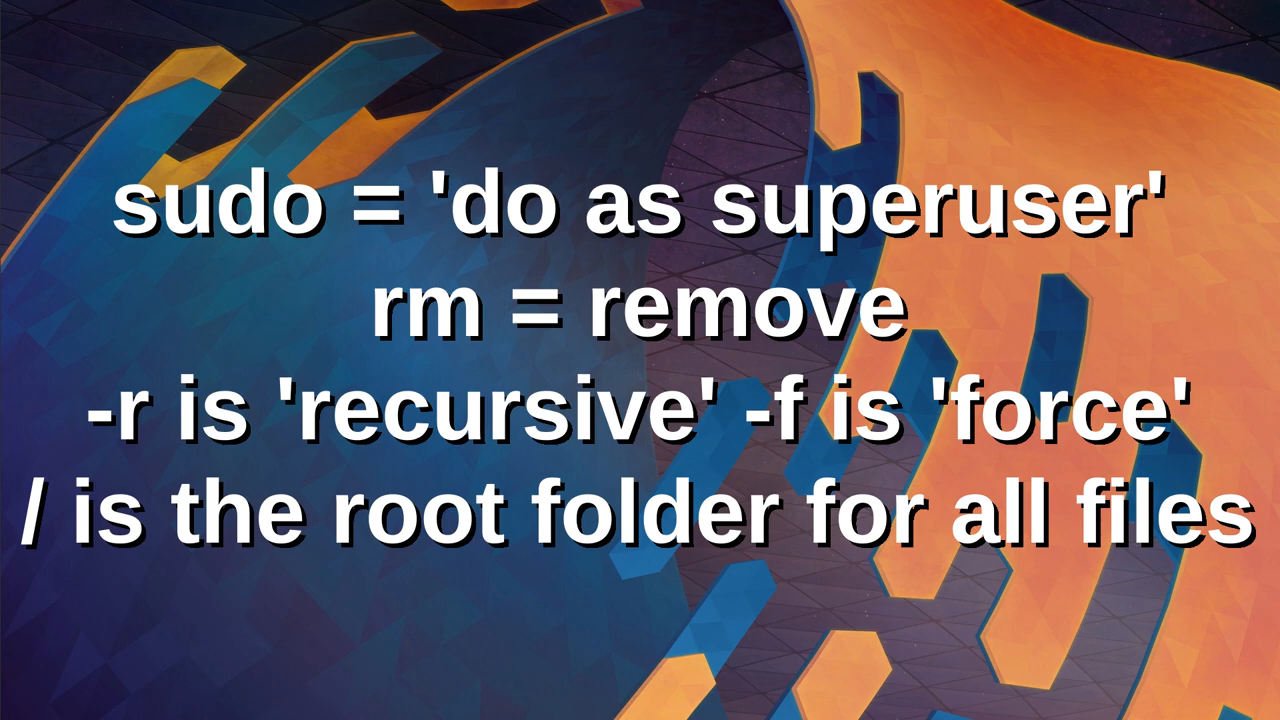 sudo = 'do as superuser'
rm = remove
-r is 'recursive' -f is 'force'
/ is the root folder for all files